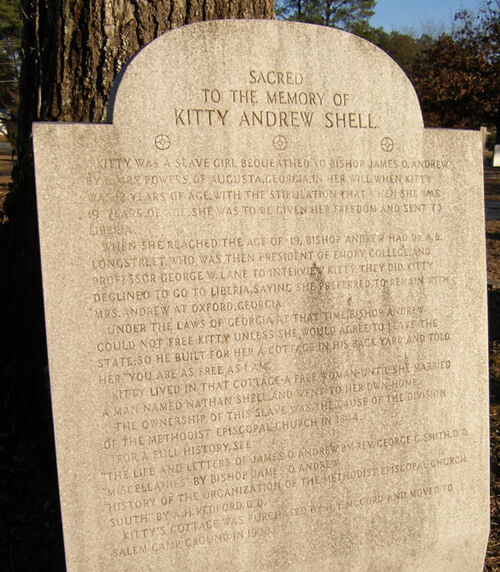 SACRED
TO THE MEMORY OF
KITTY ANDREW SHELL.
KITTY WAS A SLAVE GIRL BEQUEATHED TO BISHOP JAMES O. ANDREW
BY A MRS. POWERS, OF AUGUSTA, GEORGIA, IN HER WILL WHEN KITTY
WAS YEARS OF AGE, WITH THE STIPULATION THAT WHEN SHE WAS
19 YEARS OF AGE, SHE WAS TO BE GIVEN HER FREEDOM AND SENT TO
LIBERIA.
WHEN SHE REACHED THE AGE OF 19, BISHOP ANDREW HAD DR. A.B.
LONGSTREET, WHO WAS THEN PRESIDENT OF EMORY COLLEGE, AND
PROFESSOR GEORGE W. LANE TO INTERVIEW KITTY. THEY DID. KITTY
DECLINED TO GO TO LIBERIA, SAYING SHE PREFERRED TO REMAIN WITH
MRS. ANDREW AT OXFORD, GEORGIA.
UNDER THE LAWS OF GEORGIA AT THAT TIME, BISHOP ANDREW
COULD NOT FREE KITTY UNLESS SHE WOULD AGREE TO LEAVE THE
STATE; SO HE BUILT FOR HER A COTTAGE IN HIS BACK YARD AND TOLD
HER "YOU ARE AS FREE AS I AM."
KITTY LIVED IN THAT COTTAGE-A FREE WOMAN-UNTIL SHE MARRIED
A MAN NAMED NATHAN SHELL, AND WENT TO HER OWN HOME.
THE OWNERSHIP OF THIS SLAVE WAS THE CAUSE OF THE DIVISION
OF THE METHODIST EPISCOPAL CHURCH IN 1844.
FOR A FULL HISTORY, SEE
"THE LIFE AND LETTERS OF JAMES O. ANDREW" BY REV. GEORGE G. SMITH, D.D.
"MISCELLANIES" BY BISHOP JAMES O. ANDREW.
"HISTORY OF THE ORGANIZATION OF THE METHODIST EPISCOPAL CHURCH
SOUTH" BY A.H. REDFORD, D.D.
KITTY'S COTTAGE WAS PURCHASED BY H.Y. MCCORD AND MOVED TO
SALEM CAMP GROUND IN